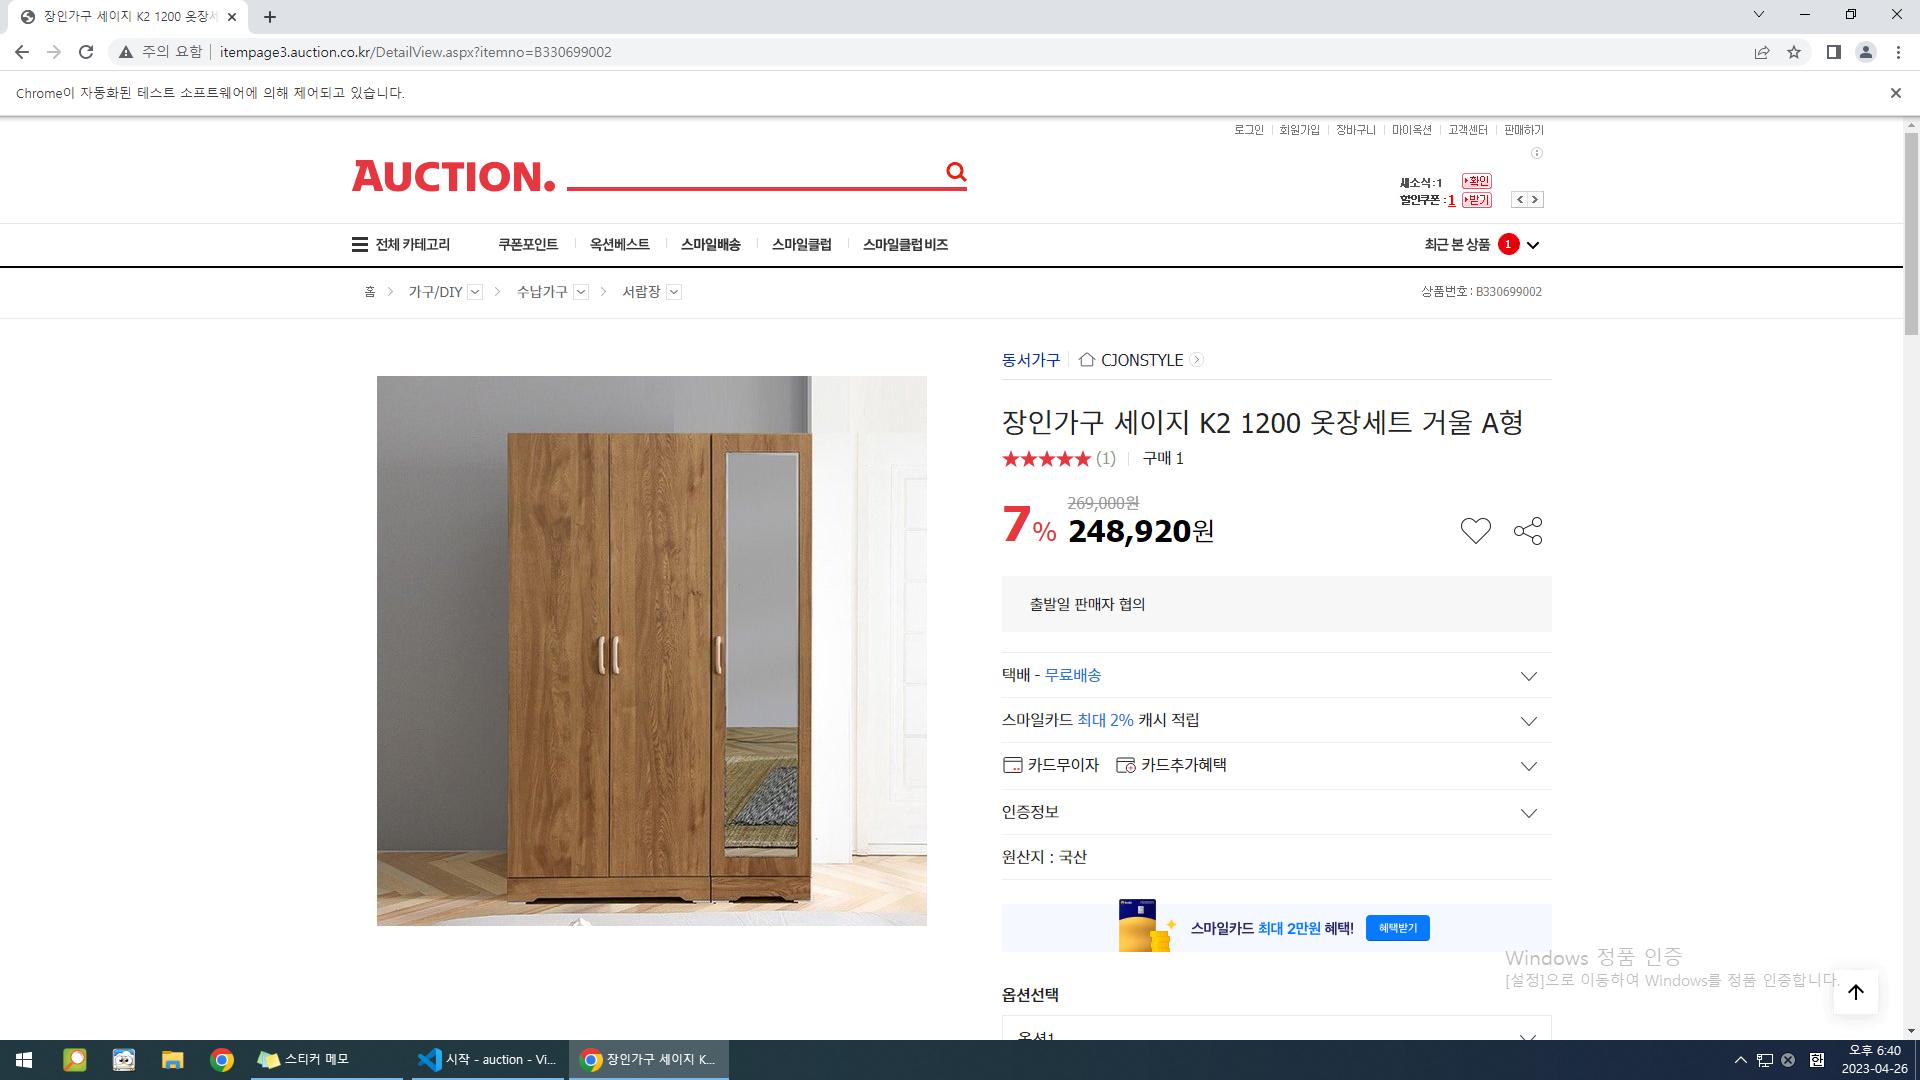 장인가구 세이지 K2 1200 옷장세
주의 요함
itempage3.auction.co.kr/DetailView.aspx?itemno=B330699002
Chrome이 자동화된 테스트 소프트웨어에 의해 제어되고 있습니다.
로그인 회원가입 장바구니 마이옥션 고객센터 판매하기
AUCTION.
새소식 : 1 확인
할인쿠폰 : 1 받기
전체 카테고리 쿠폰포인트 옥션베스트 스마일배송 스마일클럽 스마일클럽 비즈 최근 본 상품 1
홈 가구/DIY 수납가구 서랍장 상품번호 : B330699002
동서가구 CJONSTYLE
장인가구 세이지 K2 1200 옷장세트 거울 A형
(1) 구매 1
269,000원
7% 248,920원
출발일 판매자 협의
택배 - 무료배송
스마일카드 최대 2% 캐시 적립
카드무이자 카드추가혜택
인증정보
원산지 : 국산
스마일카드 최대 2만원 혜택! 혜택받기
Windows 정품 인증
[설정]으로 이동하여 Windows를 정품 인증합니다.
옵션선택
옵션1
스티커 메모
시작 - auction - Vi...
장인가구 세이지 K...
한
오후 6:40
2023-04-26